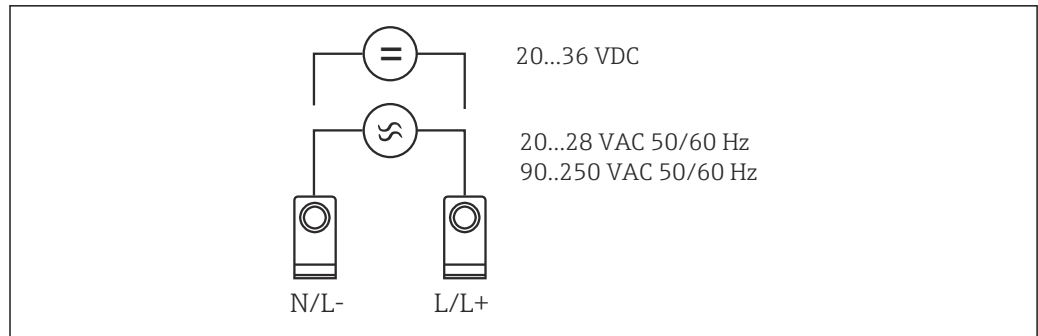 20...36 VDC
20...28 VAC 50/60 Hz
90..250 VAC 50/60 Hz
N/L-
L/L+